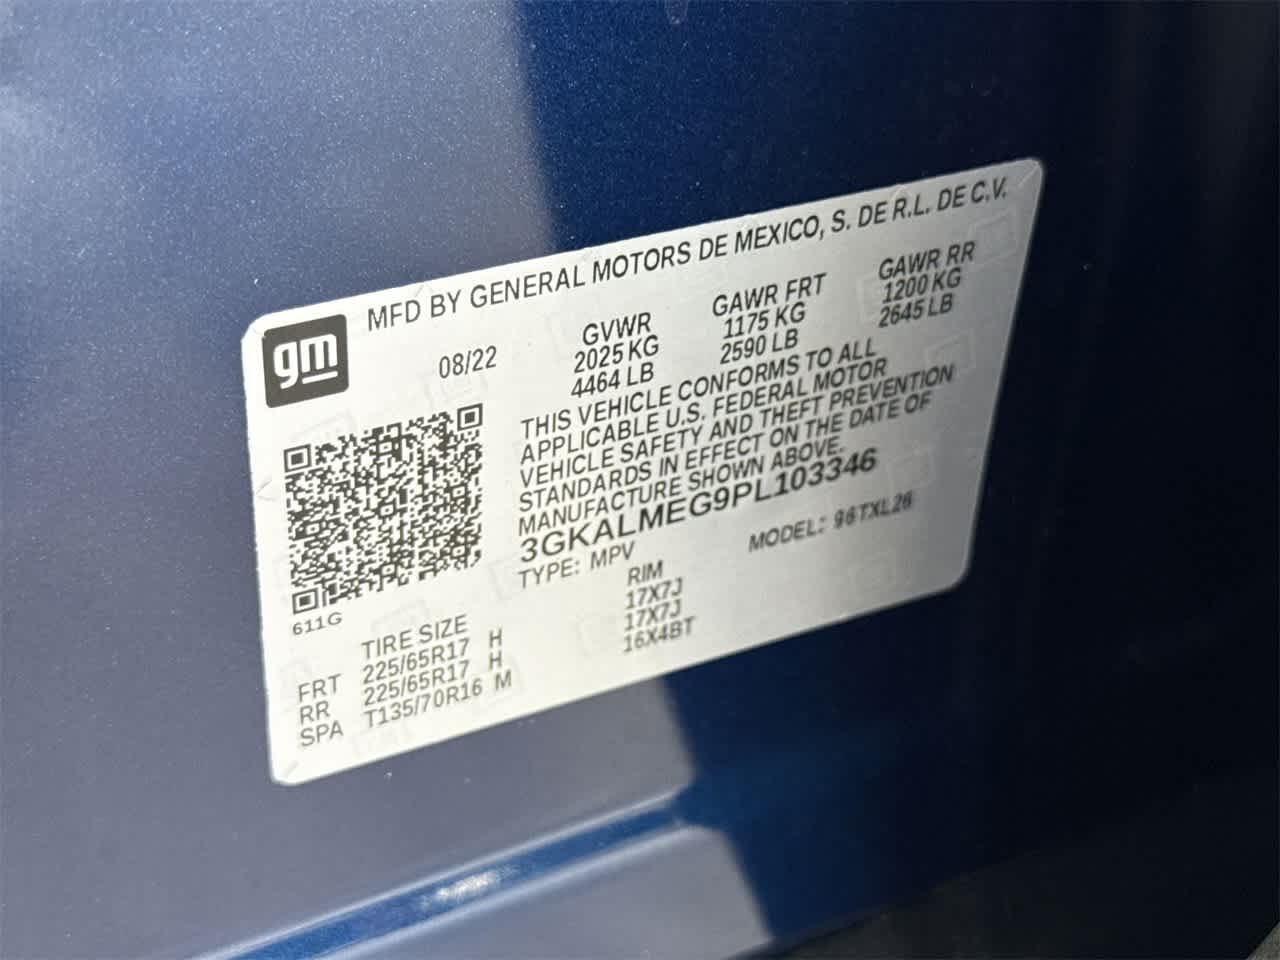 gm
MFD BY GENERAL MOTORS DE MEXICO, S. DE R.L. DE C.V.
08/22
GVWR
2025 KG
4464 LB
GAWR FRT
1175 KG
2590 LB
GAWR RR
1200 KG
2645 LB
THIS VEHICLE CONFORMS TO ALL
APPLICABLE U.S. FEDERAL MOTOR
VEHICLE SAFETY AND THEFT PREVENTION
STANDARDS IN EFFECT ON THE DATE OF
MANUFACTURE SHOWN ABOVE.
3GKALMEG9PL103346
TYPE: MPV
MODEL: 96TXL26
611G
TIRE SIZE RIM
FRT 225/65R17 H 17X7J
RR 225/65R17 H 17X7J
SPA T135/70R16 M 16X4BT